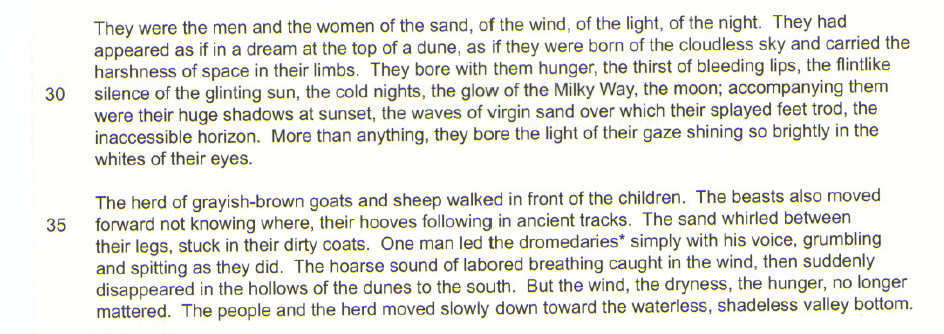 They were the men and the women of the sand, of the wind, of the light, of the night. They had
appeared as if in a dream at the top of a dune, as if they were born of the cloudless sky and carried the
harshness of space in their limbs. They bore with them hunger, the thirst of bleeding lips, the flintlike
30 silence of the glinting sun, the cold nights, the glow of the Milky Way, the moon; accompanying them
were their huge shadows at sunset, the waves of virgin sand over which their splayed feet trod, the
inaccessible horizon. More than anything, they bore the light of their gaze shining so brightly in the
whites of their eyes.
The herd of grayish-brown goats and sheep walked in front of the children. The beasts also moved
35 forward not knowing where, their hooves following in ancient tracks. The sand whirled between
their legs, stuck in their dirty coats. One man led the dromedaries* simply with his voice, grumbling
and spitting as they did. The hoarse sound of labored breathing caught in the wind, then suddenly
disappeared in the hollows of the dunes to the south. But the wind, the dryness, the hunger, no longer
mattered. The people and the herd moved slowly down toward the waterless, shadeless valley bottom.